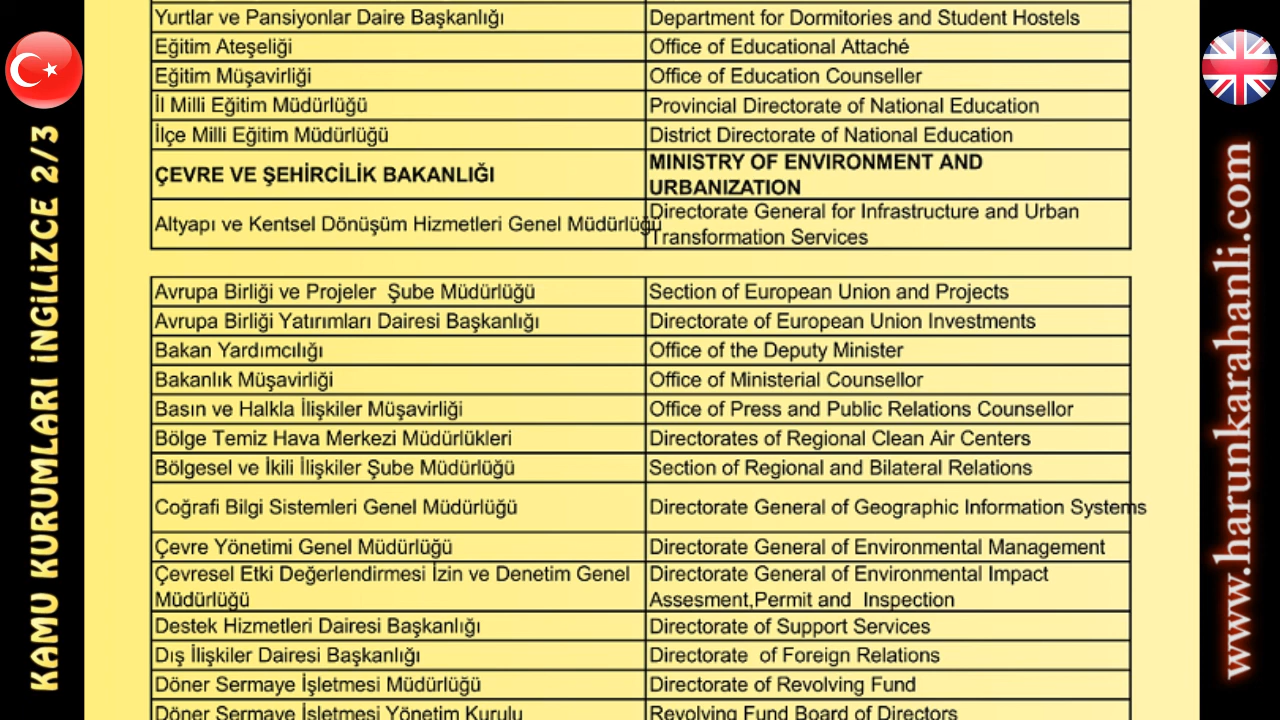 KAMU KURUMLARI İNGİLİZCE 2/3
Yurtlar ve Pansiyonlar Daire Başkanlığı Department for Dormitories and Student Hostels
Eğitim Ateşeliği Office of Educational Attaché
Eğitim Müşavirliği Office of Education Counseller
İl Milli Eğitim Müdürlüğü Provincial Directorate of National Education
İlçe Milli Eğitim Müdürlüğü District Directorate of National Education
ÇEVRE VE ŞEHİRCİLİK BAKANLIĞI MINISTRY OF ENVIRONMENT AND
URBANIZATION
Altyapı ve Kentsel Dönüşüm Hizmetleri Genel Müdürlüğü Directorate General for Infrastructure and Urban
Transformation Services
Avrupa Birliği ve Projeler  Şube Müdürlüğü Section of European Union and Projects
Avrupa Birliği Yatırımları Dairesi Başkanlığı Directorate of European Union Investments
Bakan Yardımcılığı Office of the Deputy Minister
Bakanlık Müşavirliği Office of Ministerial Counsellor
Basın ve Halkla İlişkiler Müşavirliği Office of Press and Public Relations Counsellor
Bölge Temiz Hava Merkezi Müdürlükleri Directorates of Regional Clean Air Centers
Bölgesel ve İkili İlişkiler Şube Müdürlüğü Section of Regional and Bilateral Relations
Coğrafi Bilgi Sistemleri Genel Müdürlüğü Directorate General of Geographic Information Systems
Çevre Yönetimi Genel Müdürlüğü Directorate General of Environmental Management
Çevresel Etki Değerlendirmesi İzin ve Denetim Genel
Müdürlüğü
Directorate General of Environmental Impact
Assesment,Permit and  Inspection
Destek Hizmetleri Dairesi Başkanlığı Directorate of Support Services
Dış İlişkiler Dairesi Başkanlığı Directorate  of Foreign Relations
Döner Sermaye İşletmesi Müdürlüğü Directorate of Revolving Fund
Döner Sermaye İşletmesi Yönetim Kurulu Revolving Fund Board of Directors
www.harunkarahanli.com